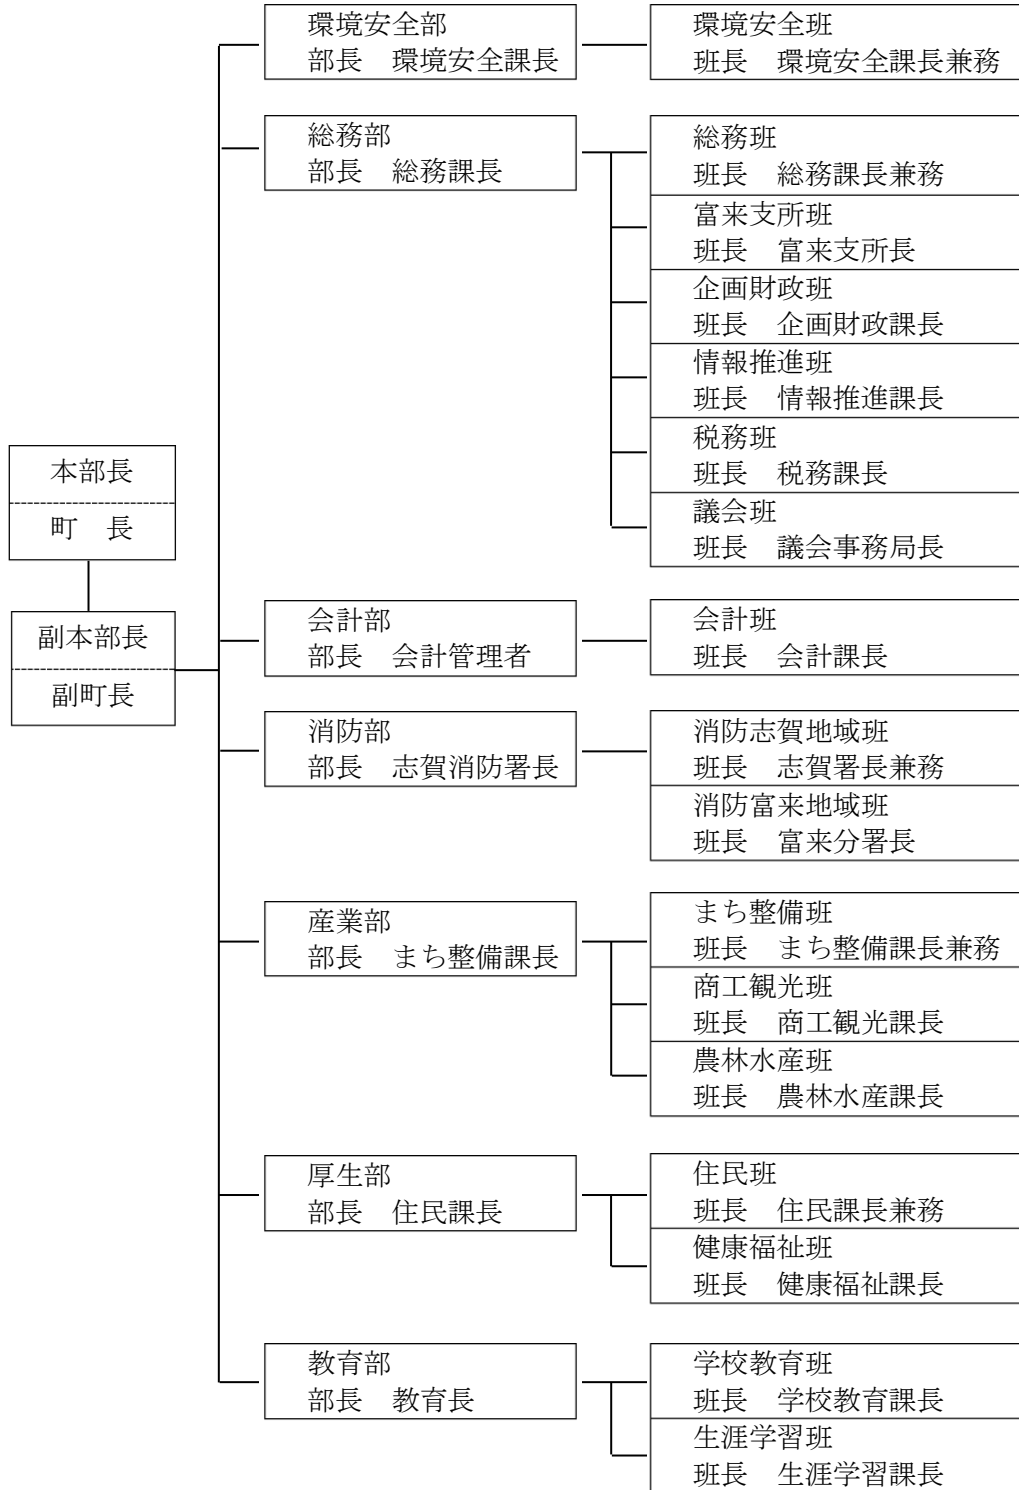 本部長
町　長
副本部長
副町長
環境安全部
部長　環境安全課長
環境安全班
班長　環境安全課長兼務
総務部
部長　総務課長
総務班
班長　総務課長兼務
富来支所班
班長　富来支所長
企画財政班
班長　企画財政課長
情報推進班
班長　情報推進課長
税務班
班長　税務課長
議会班
班長　議会事務局長
会計部
部長　会計管理者
会計班
班長　会計課長
消防部
部長　志賀消防署長
消防志賀地域班
班長　志賀署長兼務
消防富来地域班
班長　富来分署長
産業部
部長　まち整備課長
まち整備班
班長　まち整備課長兼務
商工観光班
班長　商工観光課長
農林水産班
班長　農林水産課長
厚生部
部長　住民課長
住民班
班長　住民課長兼務
健康福祉班
班長　健康福祉課長
教育部
部長　教育長
学校教育班
班長　学校教育課長
生涯学習班
班長　生涯学習課長